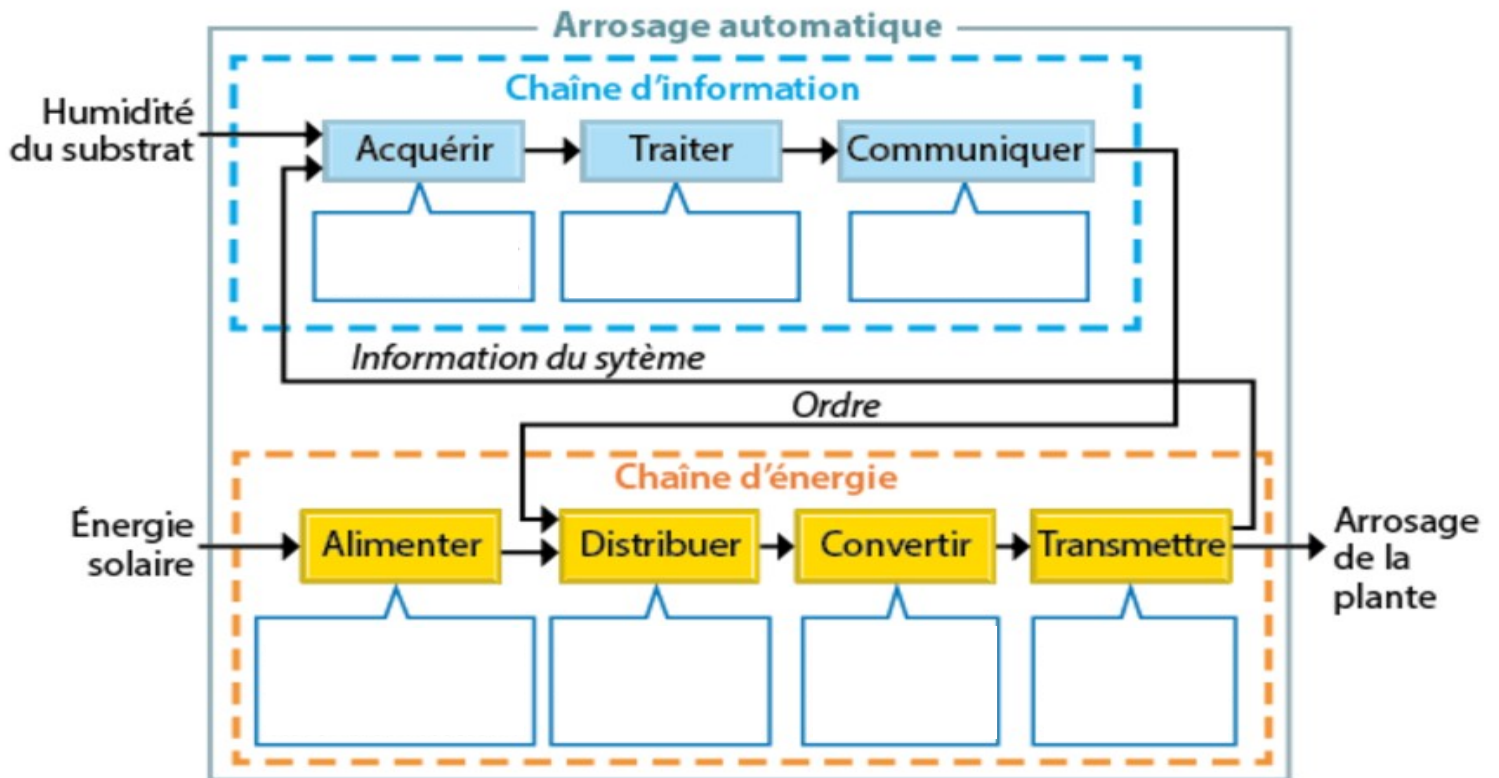 Arrosage automatique
Chaîne d'information
Humidité
du substrat
Acquérir
Traiter
Communiquer
Information du sytème
Ordre
Chaîne d'énergie
Énergie
solaire
Alimenter
Distribuer
Convertir
Transmettre
Arrosage
de la
plante